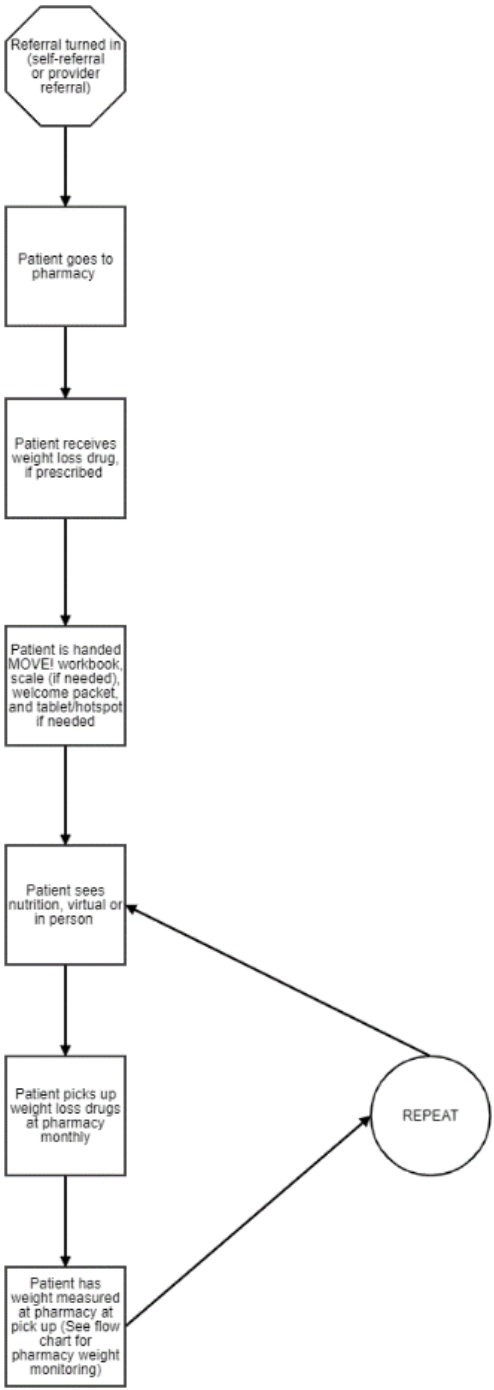 Referral turned in
(self-referral
or provider
referral)
Patient goes to
pharmacy
Patient receives
weight loss drug,
if prescribed
Patient is handed
MOVE! workbook,
scale (if needed),
welcome packet,
and tablet/hotspot
if needed
Patient sees
nutrition, virtual or
in person
Patient picks up
weight loss drugs
at pharmacy
monthly
REPEAT
Patient has
weight measured
at pharmacy at
pick up (See flow
chart for
pharmacy weight
monitoring)